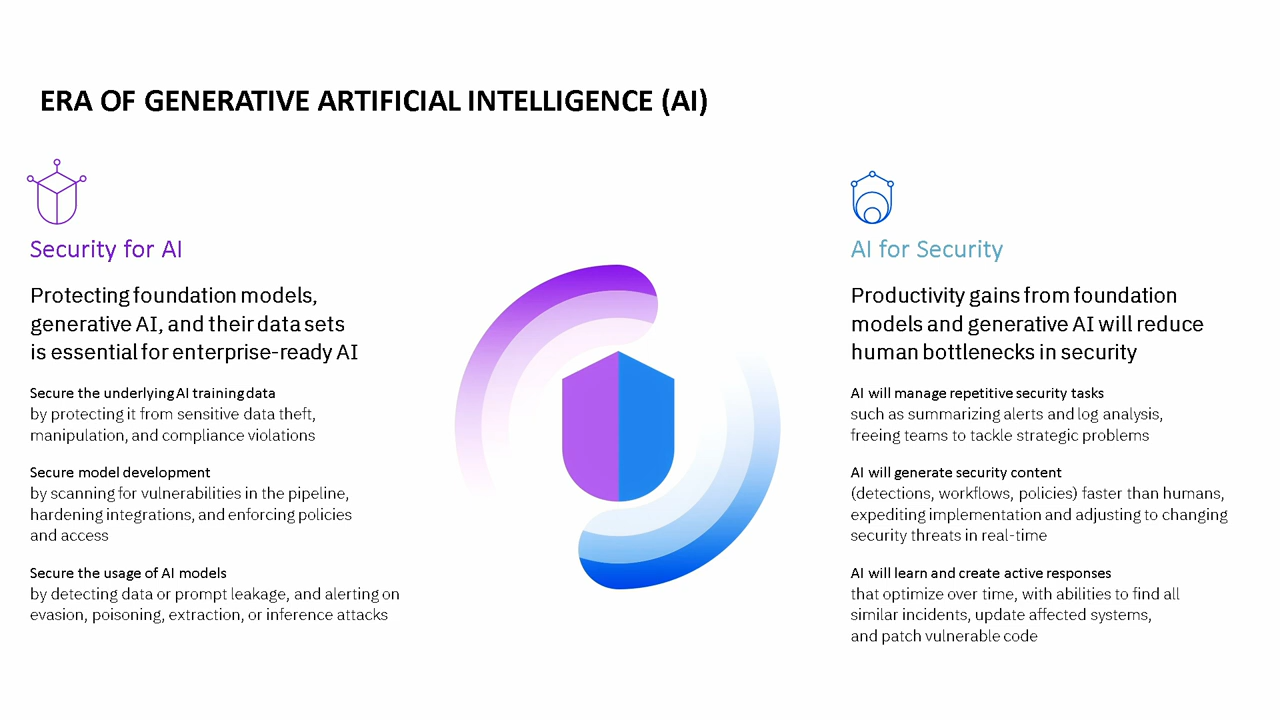 ERA OF GENERATIVE ARTIFICIAL INTELLIGENCE (AI)
Security for AI
Protecting foundation models,
generative AI, and their data sets
is essential for enterprise-ready AI
Secure the underlying AI training data
by protecting it from sensitive data theft,
manipulation, and compliance violations
Secure model development
by scanning for vulnerabilities in the pipeline,
hardening integrations, and enforcing policies
and access
Secure the usage of AI models
by detecting data or prompt leakage, and alerting on
evasion, poisoning, extraction, or inference attacks
AI for Security
Productivity gains from foundation
models and generative AI will reduce
human bottlenecks in security
AI will manage repetitive security tasks
such as summarizing alerts and log analysis,
freeing teams to tackle strategic problems
AI will generate security content
(detections, workflows, policies) faster than humans,
expediting implementation and adjusting to changing
security threats in real-time
AI will learn and create active responses
that optimize over time, with abilities to find all
similar incidents, update affected systems,
and patch vulnerable code